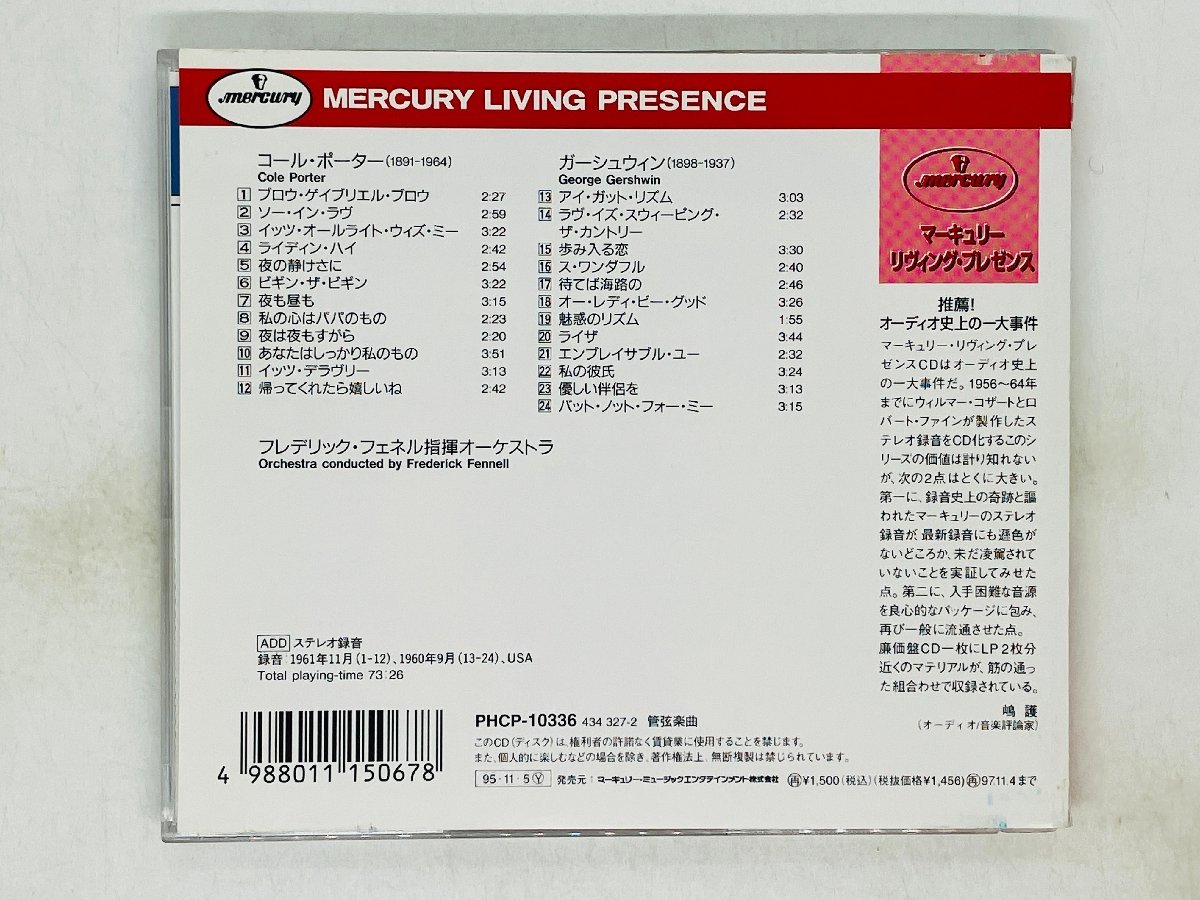 mercury MERCURY LIVING PRESENCE
コール・ポーター(1891-1964)
Cole Porter
1 ブロウ・ゲイブリエル・ブロウ 2:27
2 ソー・イン・ラヴ 2:59
3 イッツ・オールライト・ウィズ・ミー 3:22
4 ライディン・ハイ 2:42
5 夜の静けさに 2:54
6 ビギン・ザ・ビギン 3:22
7 夜も昼も 3:15
8 私の心はパパのもの 2:23
9 夜は夜もすがら 2:20
10 あなたはしっかり私のもの 3:51
11 イッツ・デラヴリー 3:13
12 帰ってくれたら嬉しいね 2:42
ガーシュウィン(1898-1937)
George Gershwin
13 アイ・ガット・リズム 3:03
14 ラヴ・イズ・スウィーピング・ 2:32
ザ・カントリー
15 歩み入る恋 3:30
16 ス・ワンダフル 2:40
17 待てば海路の 2:46
18 オー・レディ・ビー・グッド 3:26
19 魅惑のリズム 1:55
20 ライザ 3:44
21 エンブレイサブル・ユー 2:32
22 私の彼氏 3:24
23 優しい伴侶を 3:13
24 バット・ノット・フォー・ミー 3:15
フレデリック・フェネル指揮オーケストラ
Orchestra conducted by Frederick Fennell
ADD ステレオ録音
録音:1961年11月(1-12)、1960年9月(13-24)、USA
Total playing-time 73:26
4 988011 150678
PHCP-10336 434 327-2 管弦楽曲
このCD(ディスク)は、権利者の許諾なく賃貸業に使用することを禁じます。
また、個人的に楽しむなどの場合を除き、著作権法上、無断複製は禁じられています。
95・11・5 Y 発売元:マーキュリー・ミュージックエンタテインメント株式会社 再¥1,500(税込)(税抜価格¥1,456)再97.11.4まで
mercury
マーキュリー
リヴィング・プレゼンス
推薦!
オーディオ史上の一大事件
マーキュリー・リヴィング・プレ
ゼンスCDはオーディオ史上
の一大事件だ。1956〜64年
までにウィルマー・コザートとロ
バート・ファインが製作したス
テレオ録音をCD化するこのシ
リーズの価値は計り知れない
が、次の2点はとくに大きい。
第一に、録音史上の奇跡と謳
われたマーキュリーのステレオ
録音が、最新録音にも遜色が
ないどころか、未だ凌駕されて
いないことを実証してみせた
点。第二に、入手困難な音源
を良心的なパッケージに包み、
再び一般に流通させた点。
廉価盤CD一枚にLP2枚分
近くのマテリアルが、筋の通っ
た組合わせで収録されている。
嶋 護
(オーディオ/音楽評論家)